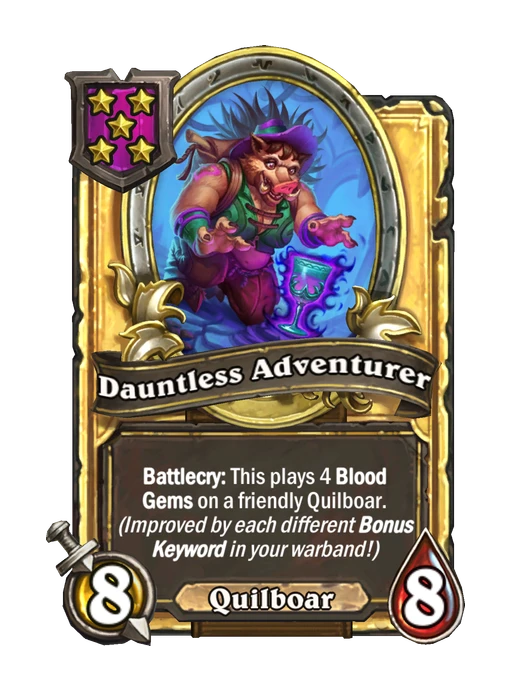 Dauntless Adventurer
Battlecry: This plays 4 Blood
Gems on a friendly Quilboar.
(Improved by each different Bonus
Keyword in your warband!)
8
Quilboar
8